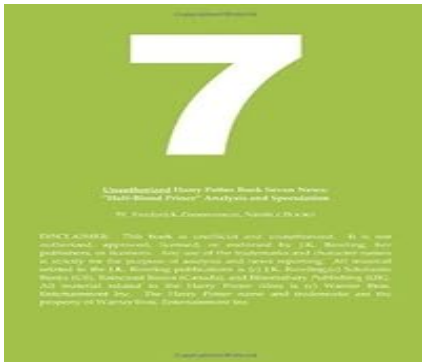 7
Unauthorized Harry Potter Book Seven News:
"Half-Blood Prince" Analysis and Speculation
W. Frederick Zimmerman, Nimble Books
DISCLAIMER: This Book is unofficial and unauthorized. It is not
authorized, approved, licensed, or endorsed by J.K. Rowling, her
publishers, or licensors. Any use of the trademarks and character names
is strictly for the purpose of analysis and news reporting. All material
related to the J.K. Rowling publications is (c) J.K. Rowling,(c) Scholastic
Books (US), Raincoast Books (Canada), and Bloomsbury Publishing (UK).
All material related to the Harry Potter films is (c) Warner Bros.
Entertainment Inc. The Harry Potter name and trademarks are the
property of Warner Bros. Entertainment Inc.